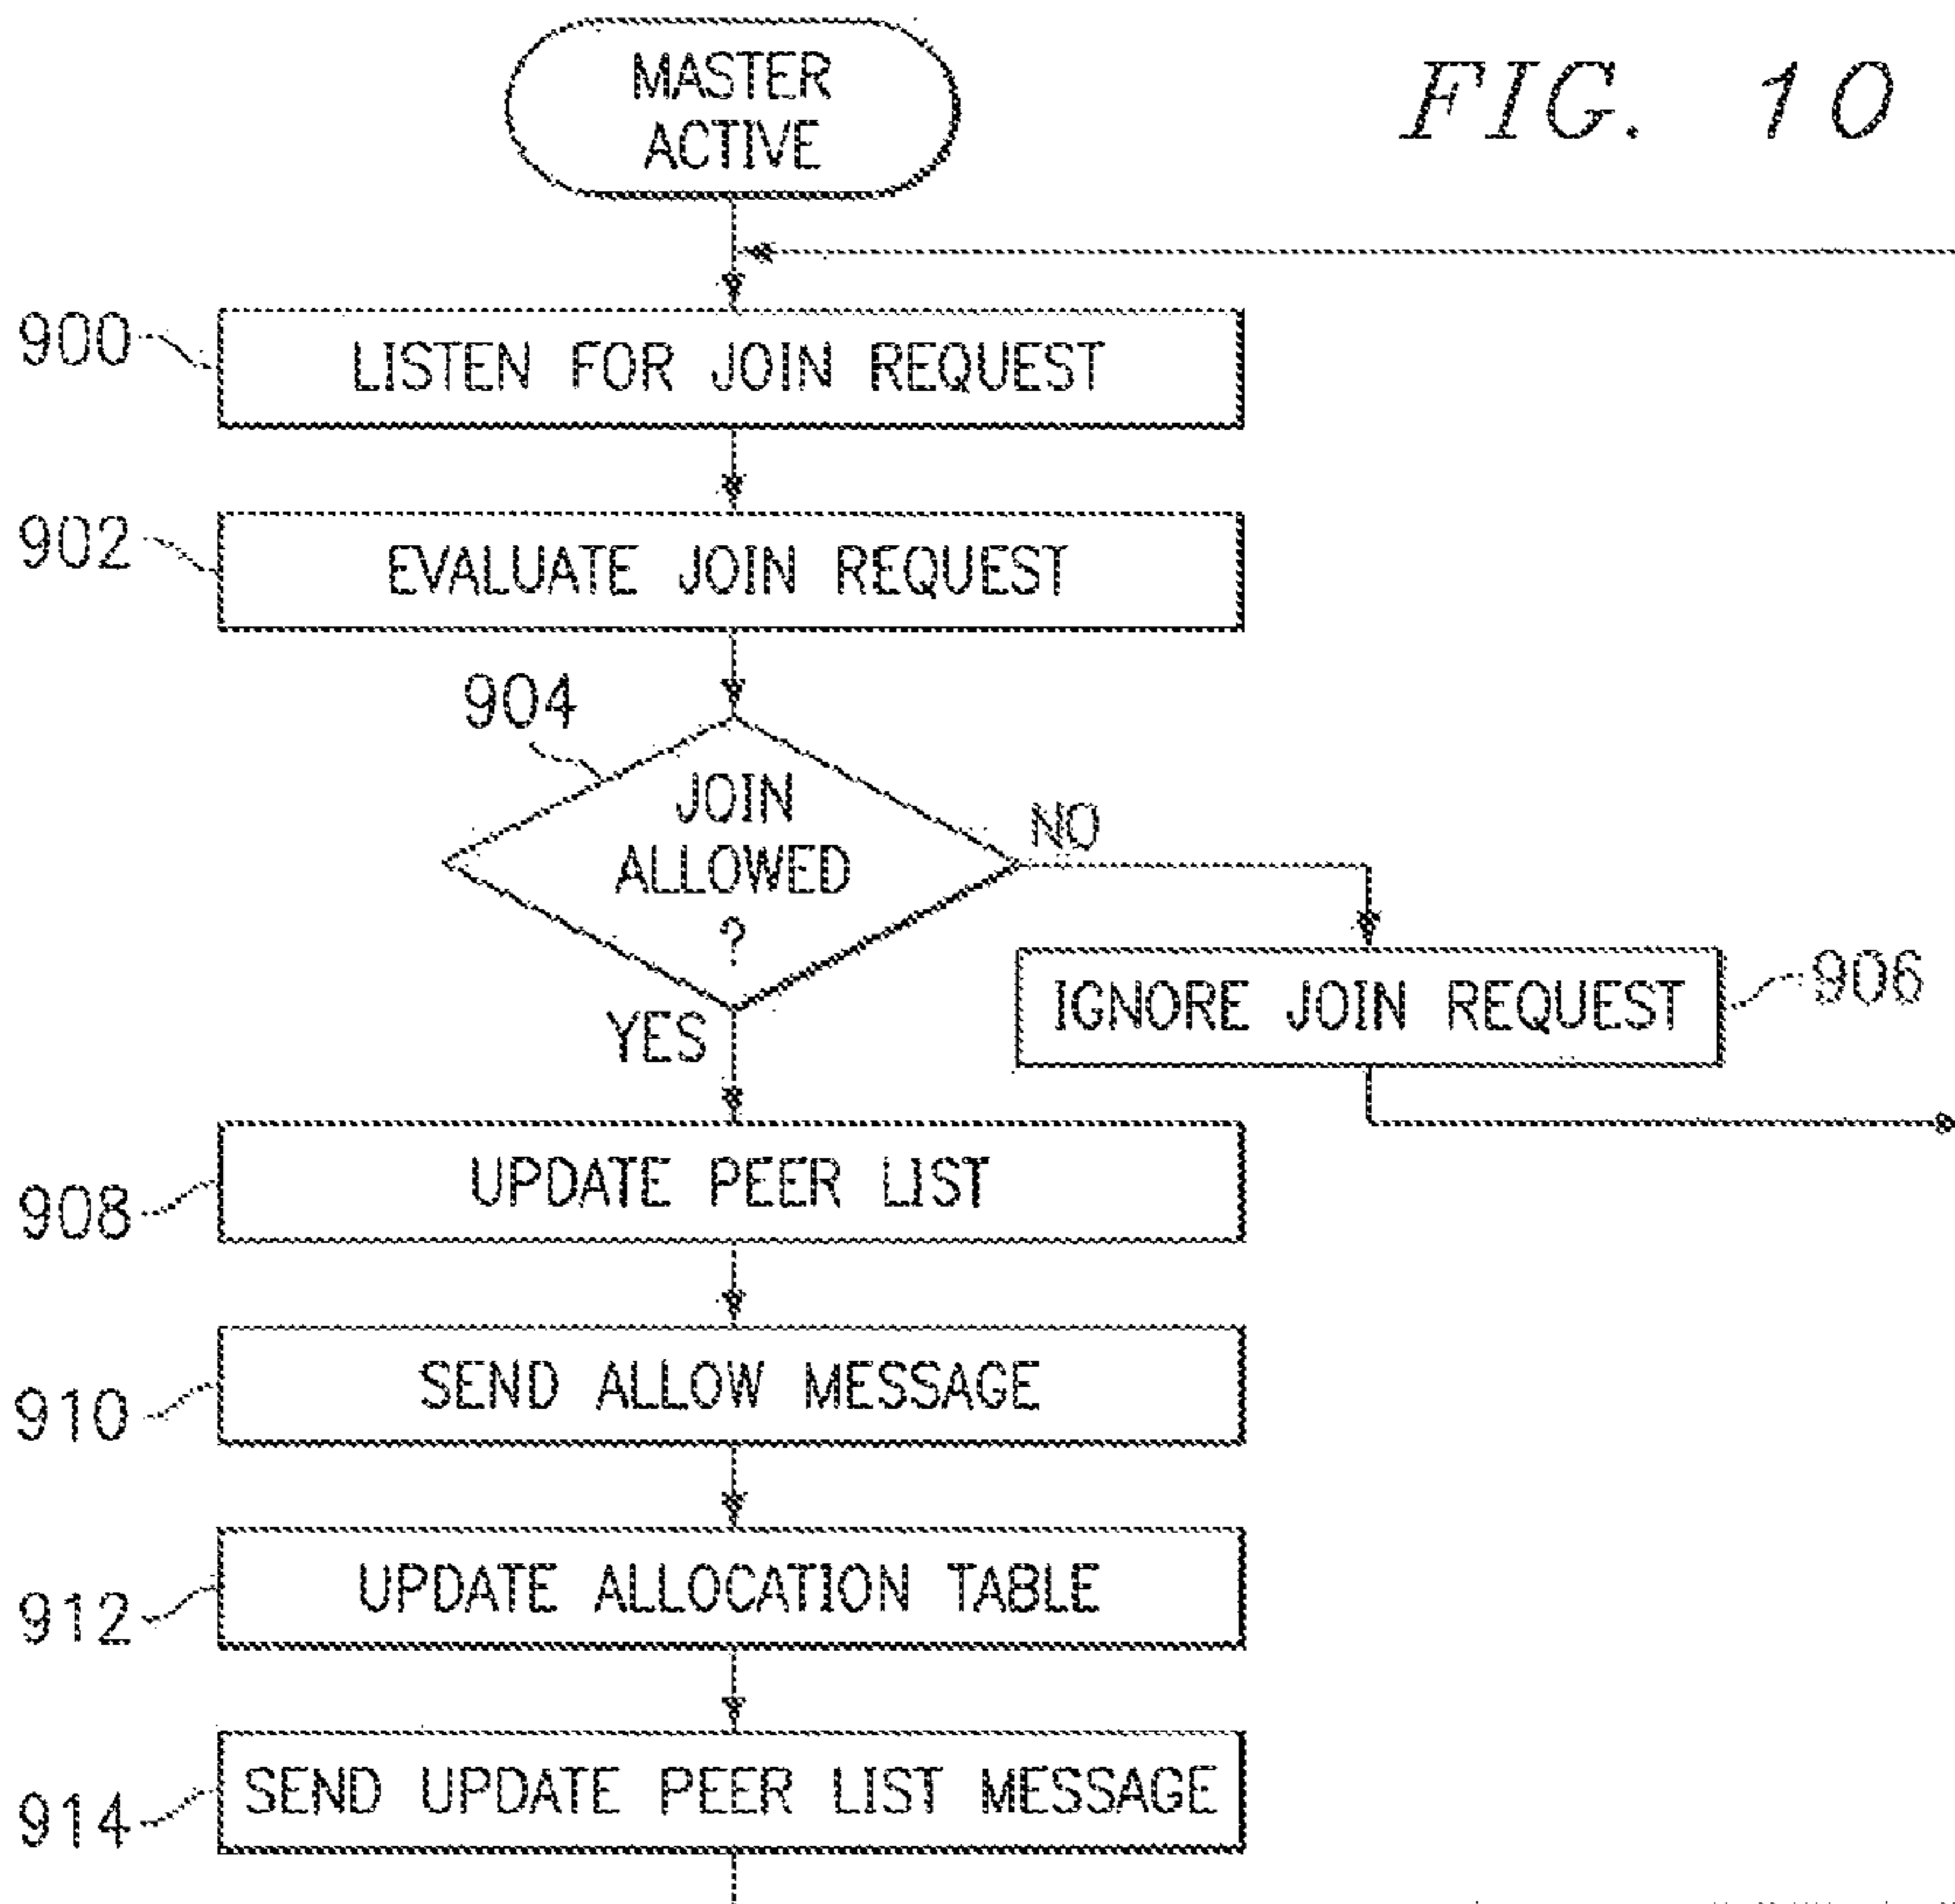 MASTER
ACTIVE
FIG. 10
900
LISTEN FOR JOIN REQUEST
902
EVALUATE JOIN REQUEST
904
JOIN
ALLOWED
?
NO
YES
IGNORE JOIN REQUEST
906
908
UPDATE PEER LIST
910
SEND ALLOW MESSAGE
912
UPDATE ALLOCATION TABLE
914
SEND UPDATE PEER LIST MESSAGE